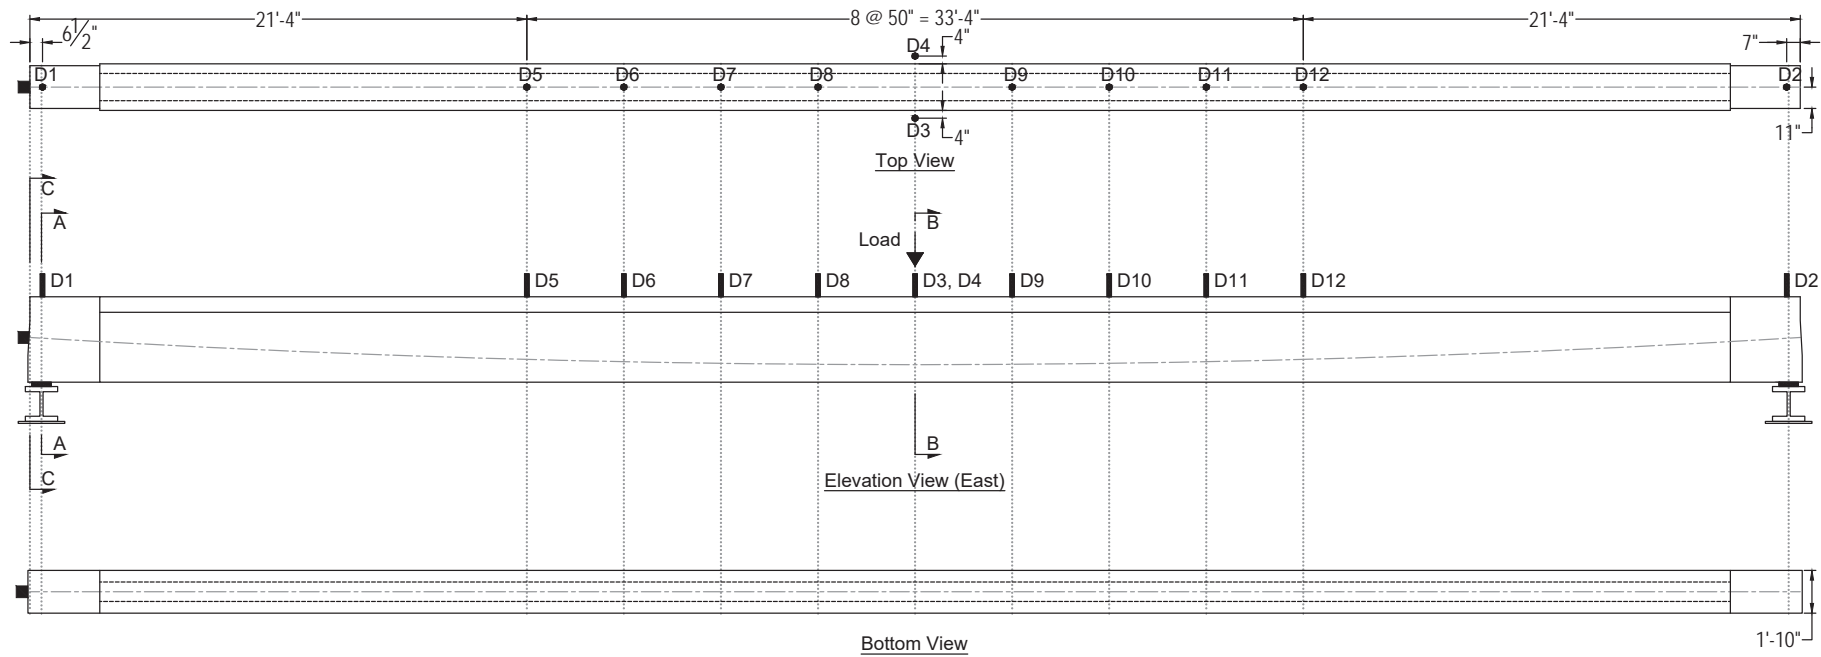 21'-4"
8 @ 50" = 33'-4"
21'-4"
6½"
D4
4"
7"
D1
D5
D6
D7
D8
D9
D10
D11
D12
D2
D3
4"
11"
Top View
C
A
B
Load
D1
D5
D6
D7
D8
D3, D4
D9
D10
D11
D12
D2
A
B
C
Elevation View (East)
Bottom View
1'-10"